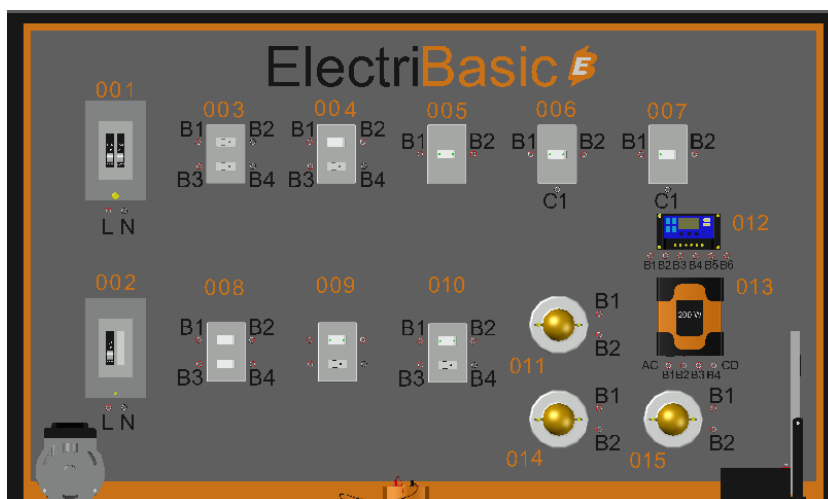 ElectriBasic E
001
003 004 005 006 007
B1 B2 B1 B2 B1 B2 B1 B2 B1 B2
B3 B4 B3 B4
C1 C1
L N
012
B1 B2 B3 B4 B5 B6
002
008 009 010
013
200 W
B1 B2 B1 B2 B1
B3 B4 B3 B4 B2
011
AC B1 B2 B3 B4 CD
L N
B1 B1
B2 B2
014 015